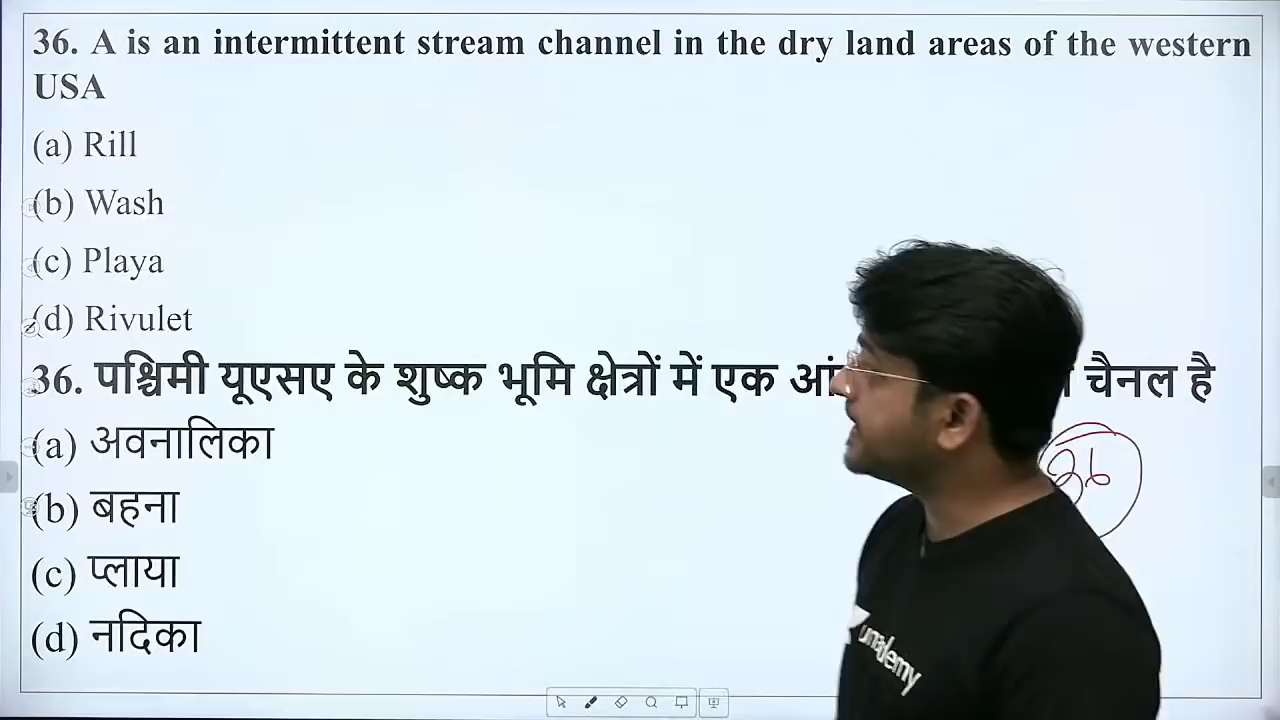 36. A is an intermittent stream channel in the dry land areas of the western
USA
(a) Rill
(b) Wash
(c) Playa
(d) Rivulet
36. पश्चिमी यूएसए के शुष्क भूमि क्षेत्रों में एक चैनल है
(a) अवनालिका
(b) बहना
(c) प्लाया
(d) नदिका
unacademy